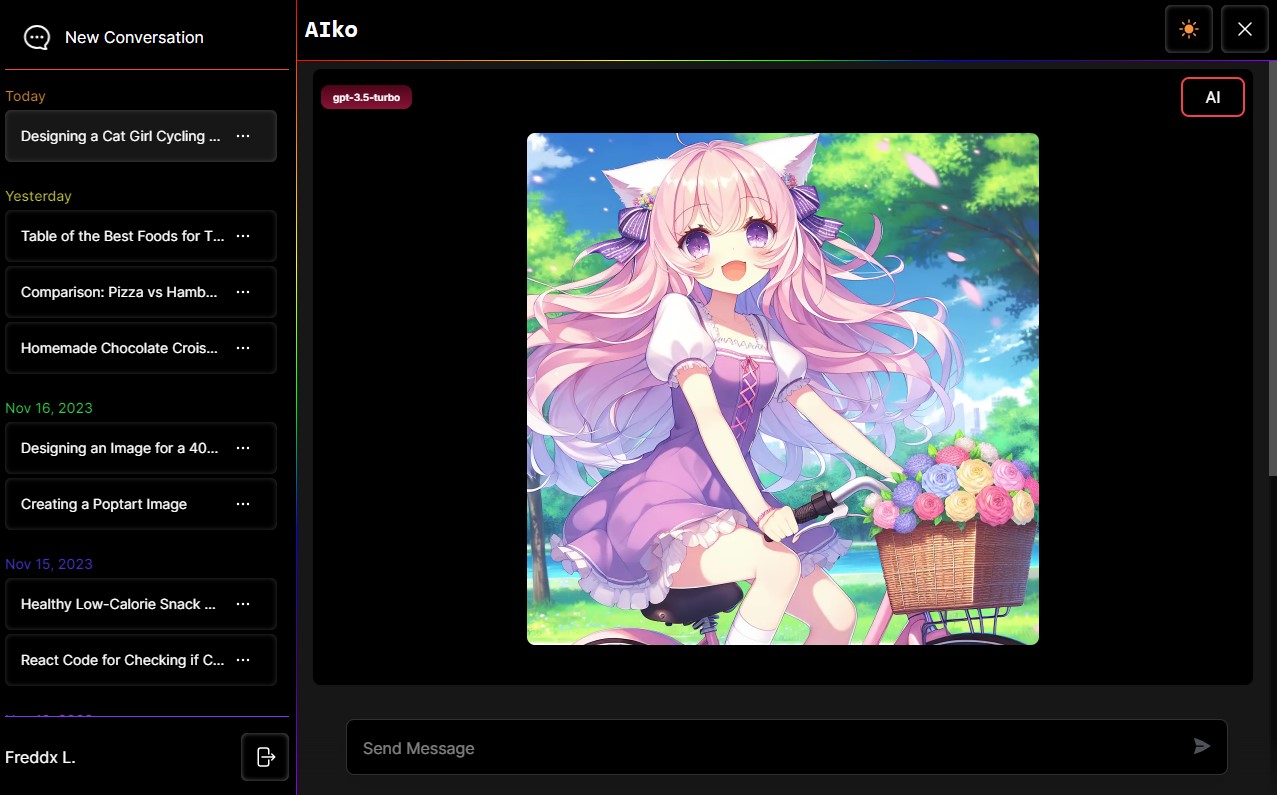 New Conversation
AIko
Today
Designing a Cat Girl Cycling ...
Yesterday
Table of the Best Foods for T...
Comparison: Pizza vs Hamb...
Homemade Chocolate Crois...
Nov 16, 2023
Designing an Image for a 40...
Creating a Poptart Image
Nov 15, 2023
Healthy Low-Calorie Snack ...
React Code for Checking if C...
Freddx L.
gpt-3.5-turbo
AI
Send Message